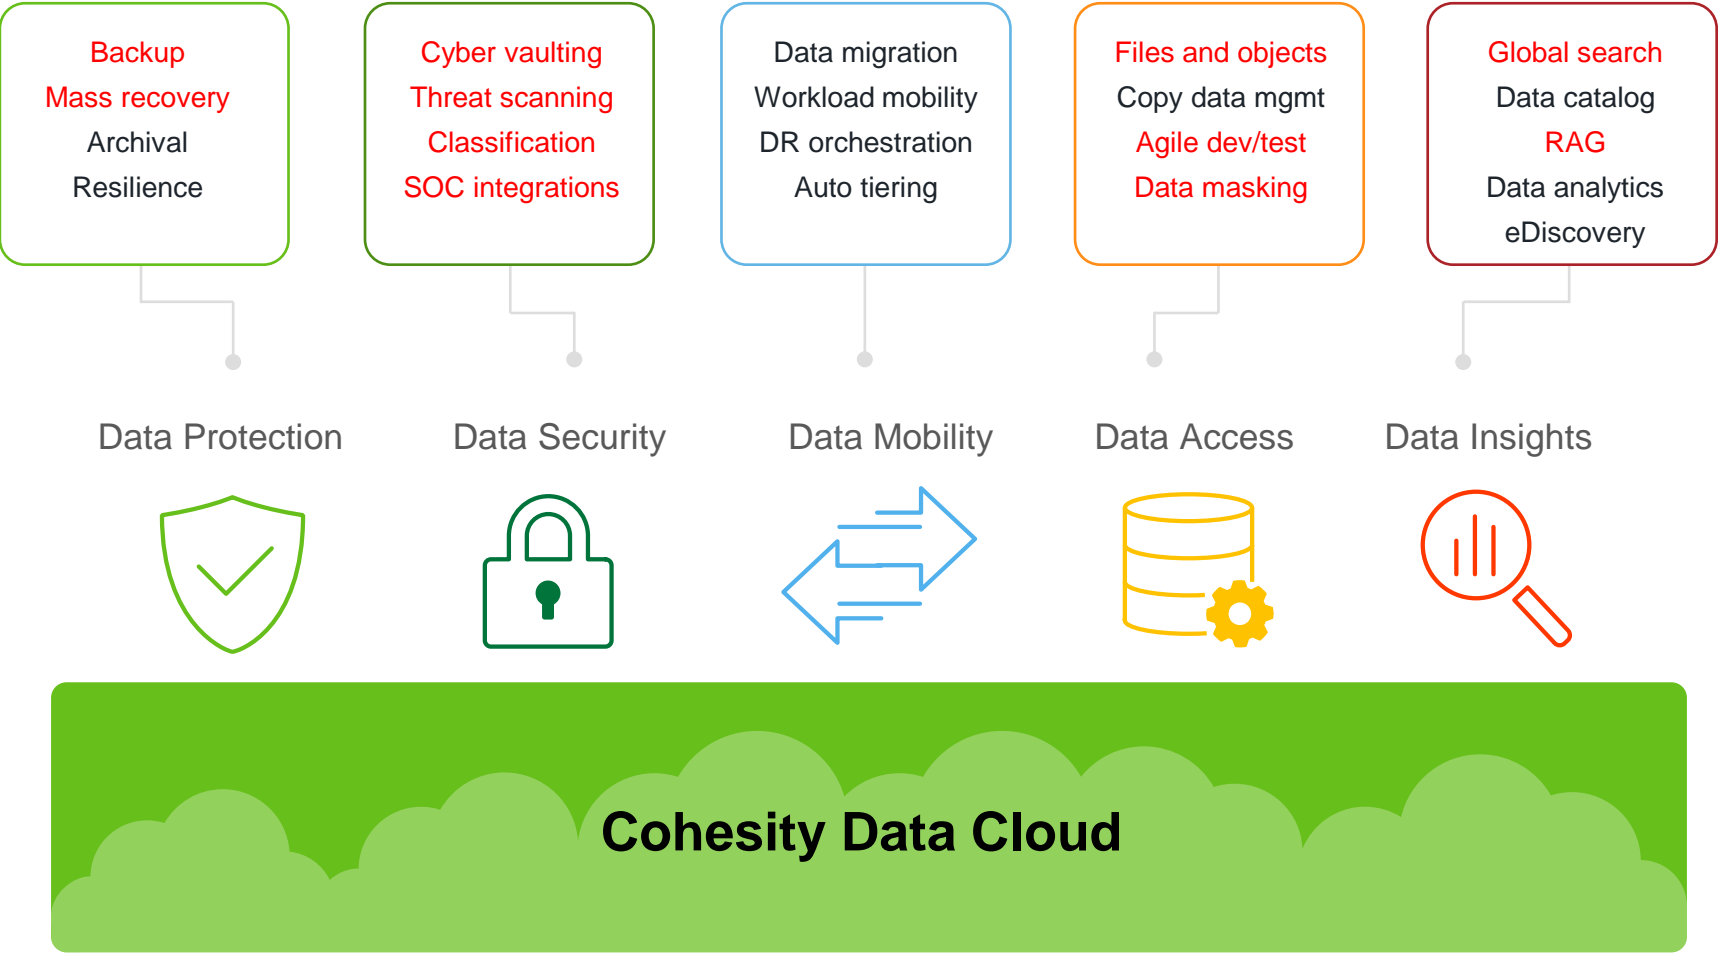 Backup
Mass recovery
Archival
Resilience
Cyber vaulting
Threat scanning
Classification
SOC integrations
Data migration
Workload mobility
DR orchestration
Auto tiering
Files and objects
Copy data mgmt
Agile dev/test
Data masking
Global search
Data catalog
RAG
Data analytics
eDiscovery
Data Protection
Data Security
Data Mobility
Data Access
Data Insights
Cohesity Data Cloud